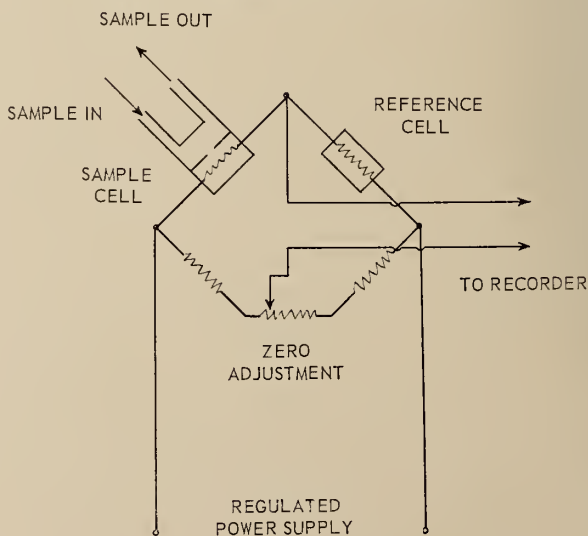 SAMPLE OUT
SAMPLE IN
SAMPLE
CELL
REFERENCE
CELL
TO RECORDER
ZERO
ADJUSTMENT
REGULATED
POWER SUPPLY